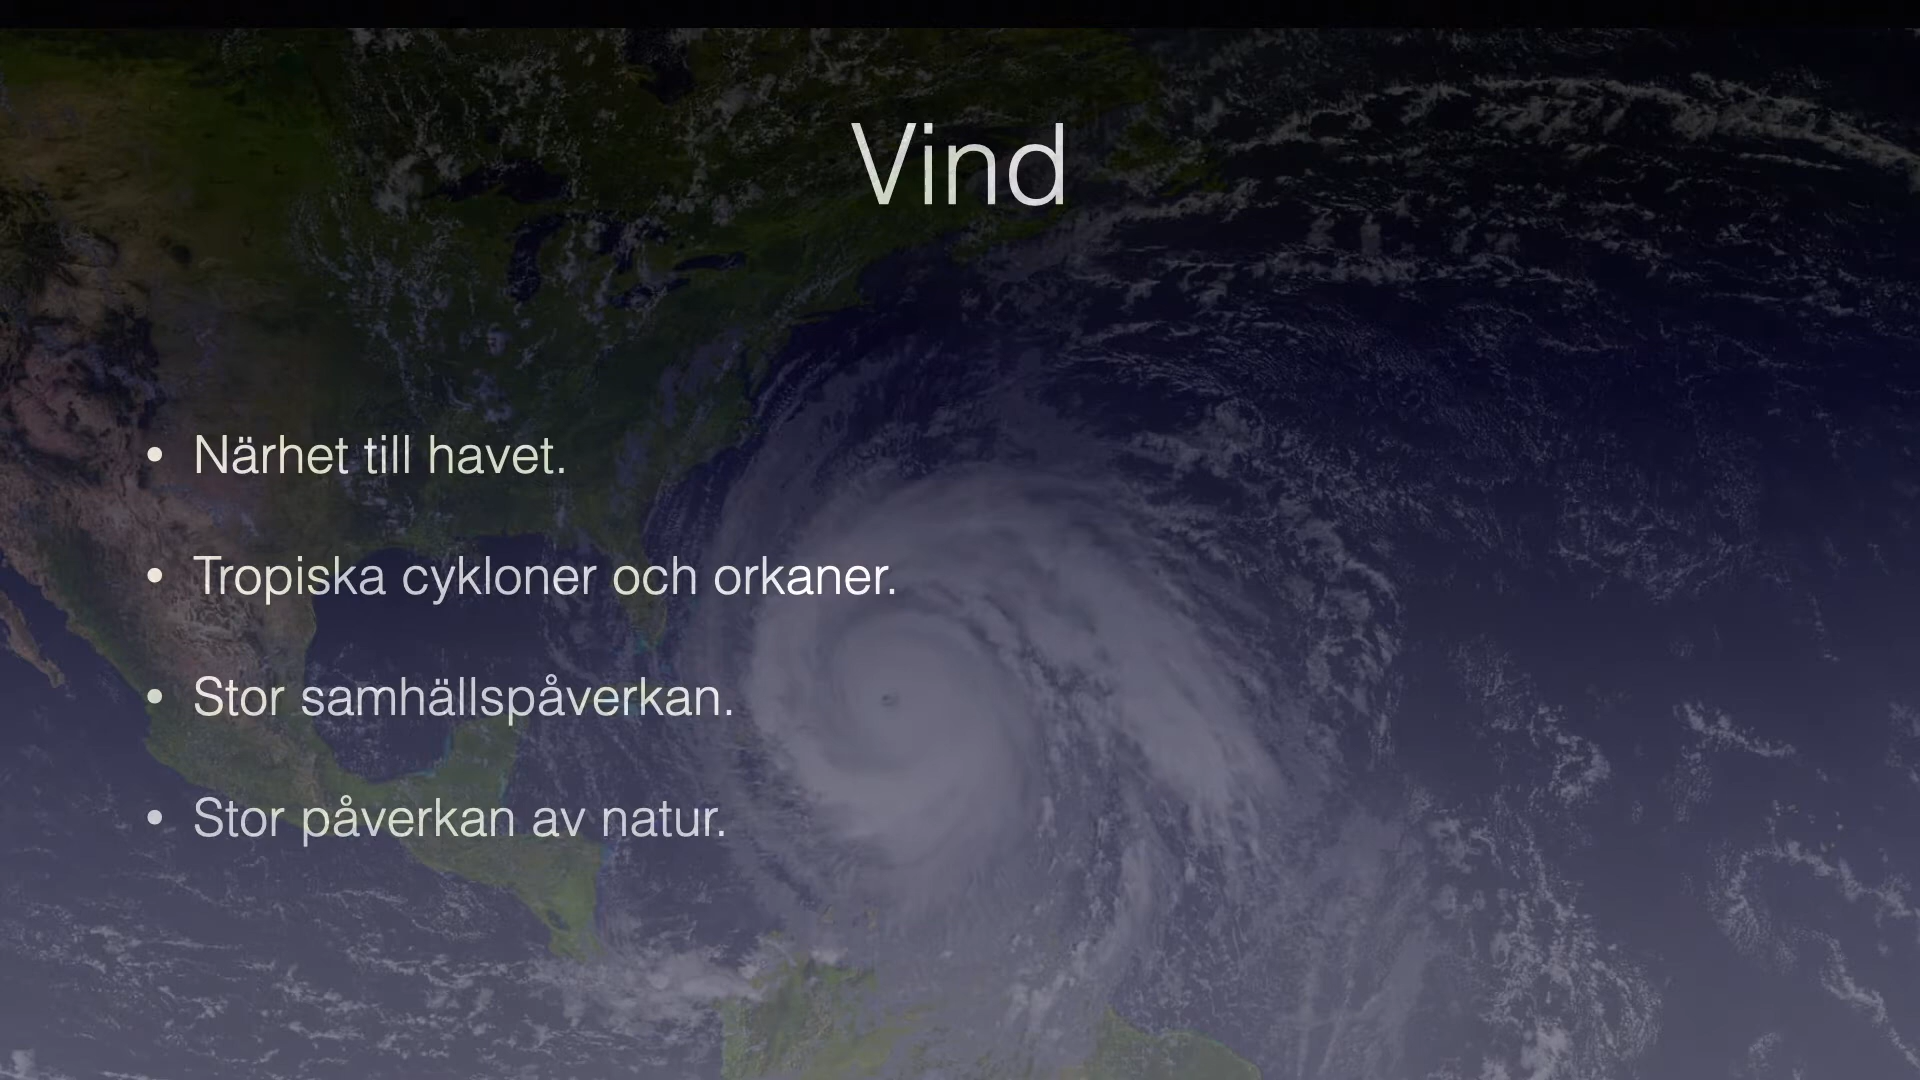 Vind
• Närhet till havet.
• Tropiska cykloner och orkaner.
• Stor samhällspåverkan.
• Stor påverkan av natur.